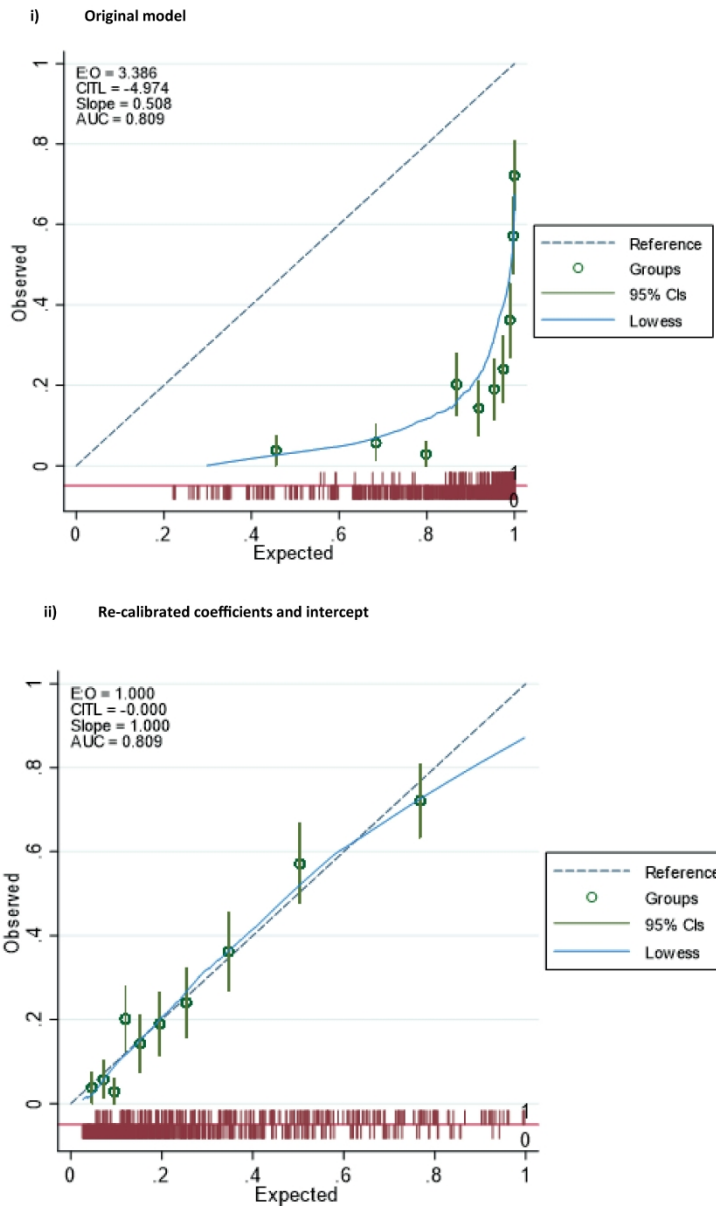 i) Original model
E:O = 3.386
CITL = -4.974
Slope = 0.508
AUC = 0.809
1
.8
.6
.4
.2
0
Observed
1
0
0 .2 .4 .6 .8 1
Expected
Reference
Groups
95% CIs
Lowess
ii) Re-calibrated coefficients and intercept
E:O = 1.000
CITL = -0.000
Slope = 1.000
AUC = 0.809
1
.8
.6
.4
.2
0
Observed
1
0
0 .2 .4 .6 .8 1
Expected
Reference
Groups
95% CIs
Lowess